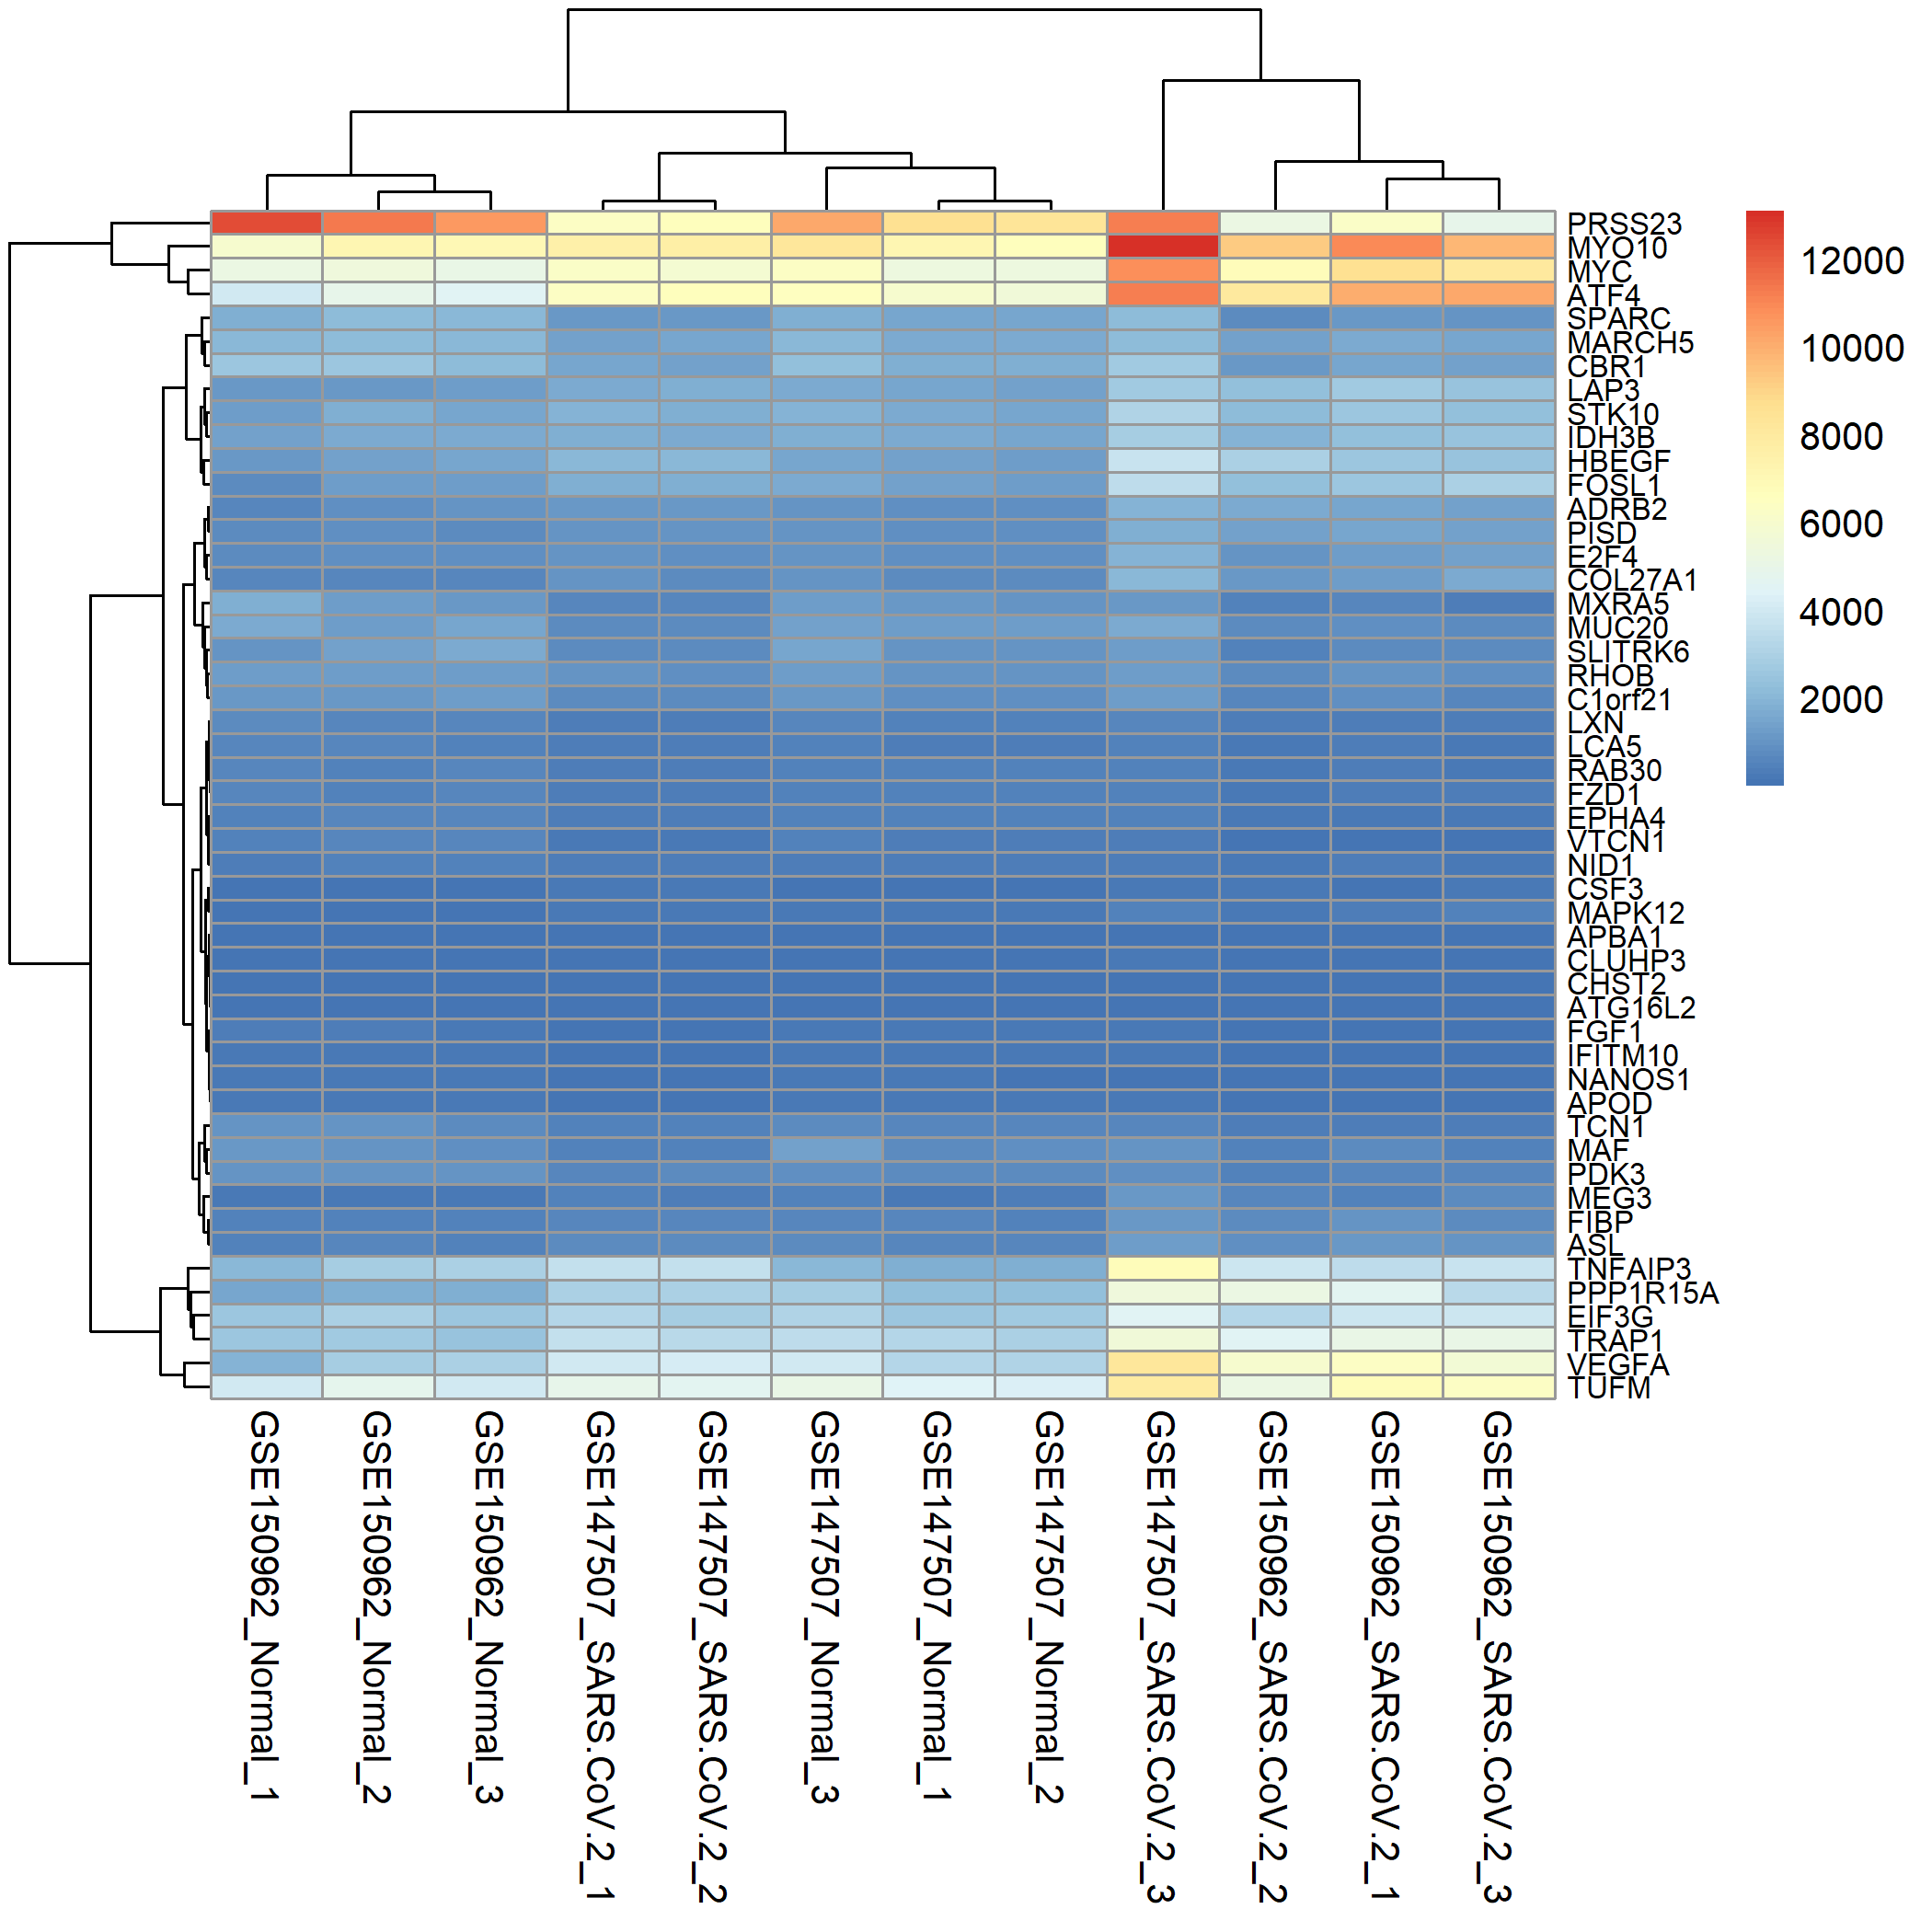 PRSS23
MYO10
MYC
ATF4
SPARC
MARCH5
CBR1
LAP3
STK10
IDH3B
HBEGF
FOSL1
ADRB2
PISD
E2F4
COL27A1
MXRA5
MUC20
SLITRK6
RHOB
C1orf21
LXN
LCA5
RAB30
FZD1
EPHA4
VTCN1
NID1
CSF3
MAPK12
APBA1
CLUHP3
CHST2
ATG16L2
FGF1
IFITM10
NANOS1
APOD
TCN1
MAF
PDK3
MEG3
FIBP
ASL
TNFAIP3
PPP1R15A
EIF3G
TRAP1
VEGFA
TUFM
12000
10000
8000
6000
4000
2000
GSE150962_Normal_1
GSE150962_Normal_2
GSE150962_Normal_3
GSE147507_SARS.CoV.2_1
GSE147507_SARS.CoV.2_2
GSE147507_Normal_3
GSE147507_Normal_1
GSE147507_Normal_2
GSE147507_SARS.CoV.2_3
GSE150962_SARS.CoV.2_2
GSE150962_SARS.CoV.2_1
GSE150962_SARS.CoV.2_3